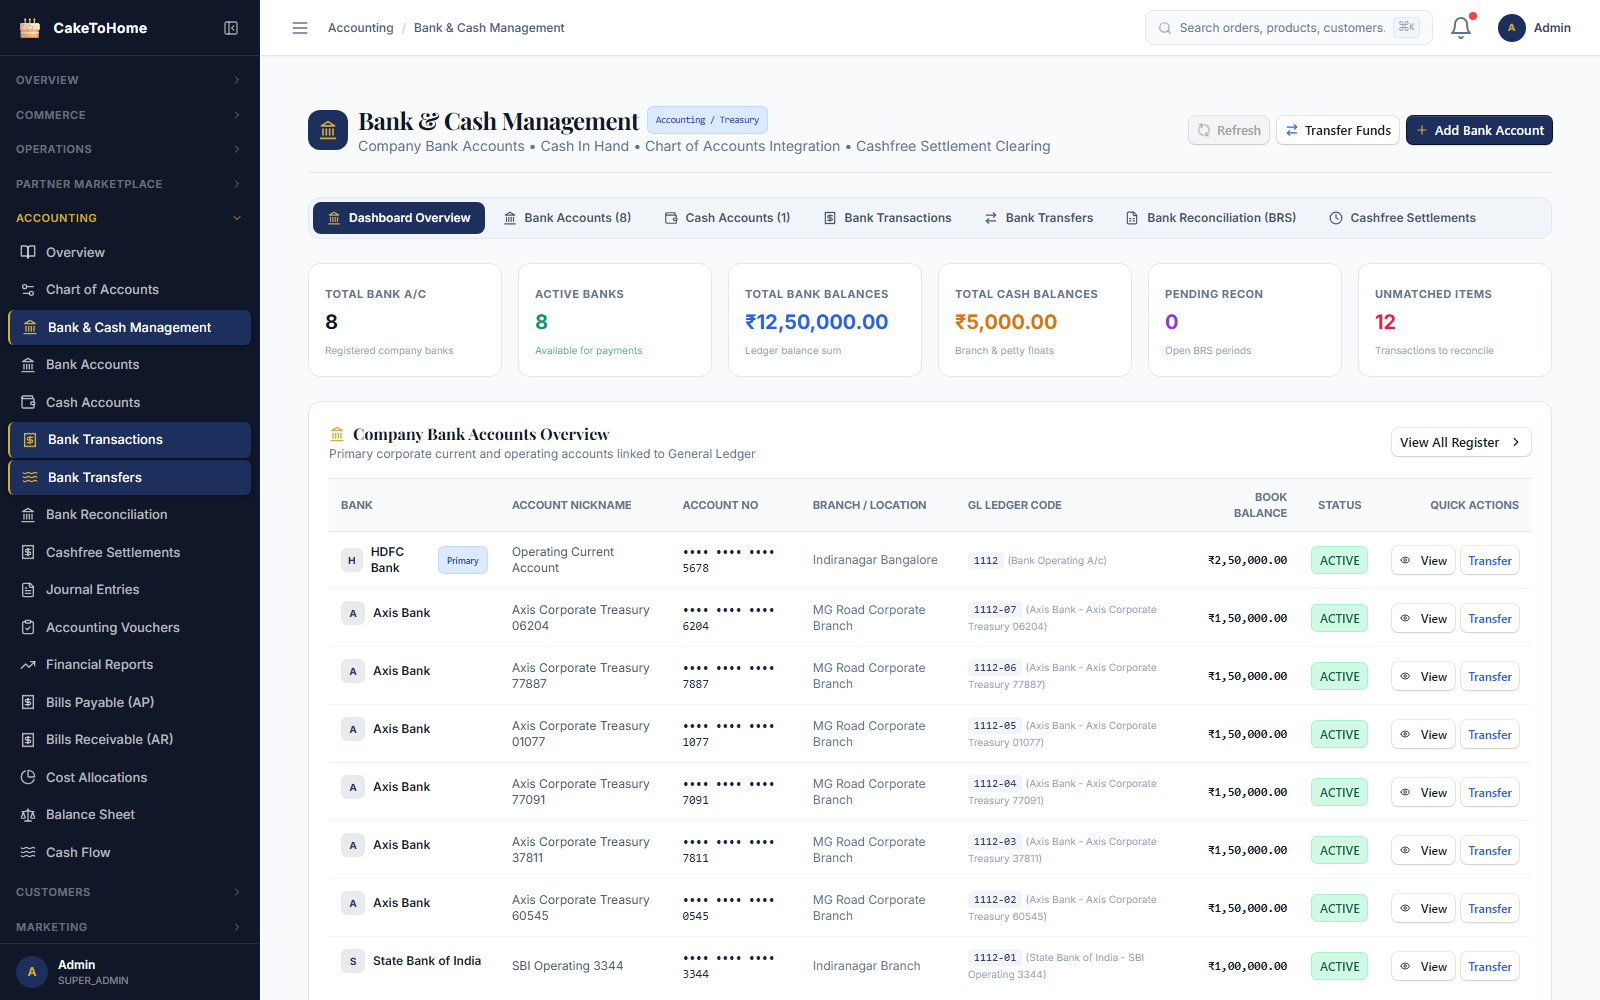 CakeToHome
OVERVIEW
COMMERCE
OPERATIONS
PARTNER MARKETPLACE
ACCOUNTING
Overview
Chart of Accounts
Bank & Cash Management
Bank Accounts
Cash Accounts
Bank Transactions
Bank Transfers
Bank Reconciliation
Cashfree Settlements
Journal Entries
Accounting Vouchers
Financial Reports
Bills Payable (AP)
Bills Receivable (AR)
Cost Allocations
Balance Sheet
Cash Flow
CUSTOMERS
MARKETING
A
Admin
SUPER_ADMIN
Accounting / Bank & Cash Management
Search orders, products, customers. ⌘K
A Admin
Bank & Cash Management Accounting / Treasury
Company Bank Accounts • Cash In Hand • Chart of Accounts Integration • Cashfree Settlement Clearing
Refresh Transfer Funds + Add Bank Account
Dashboard Overview Bank Accounts (8) Cash Accounts (1) Bank Transactions Bank Transfers Bank Reconciliation (BRS) Cashfree Settlements
TOTAL BANK A/C
8
Registered company banks
ACTIVE BANKS
8
Available for payments
TOTAL BANK BALANCES
₹12,50,000.00
Ledger balance sum
TOTAL CASH BALANCES
₹5,000.00
Branch & petty floats
PENDING RECON
0
Open BRS periods
UNMATCHED ITEMS
12
Transactions to reconcile
Company Bank Accounts Overview
Primary corporate current and operating accounts linked to General Ledger
View All Register
BANK ACCOUNT NICKNAME ACCOUNT NO BRANCH / LOCATION GL LEDGER CODE BOOK BALANCE STATUS QUICK ACTIONS
H HDFC Bank Primary Operating Current Account •••• •••• •••• 5678 Indiranagar Bangalore 1112 (Bank Operating A/c) ₹2,50,000.00 ACTIVE View Transfer
A Axis Bank Axis Corporate Treasury 06204 •••• •••• •••• 6204 MG Road Corporate Branch 1112-07 (Axis Bank - Axis Corporate Treasury 06204) ₹1,50,000.00 ACTIVE View Transfer
A Axis Bank Axis Corporate Treasury 77887 •••• •••• •••• 7887 MG Road Corporate Branch 1112-06 (Axis Bank - Axis Corporate Treasury 77887) ₹1,50,000.00 ACTIVE View Transfer
A Axis Bank Axis Corporate Treasury 01077 •••• •••• •••• 1077 MG Road Corporate Branch 1112-05 (Axis Bank - Axis Corporate Treasury 01077) ₹1,50,000.00 ACTIVE View Transfer
A Axis Bank Axis Corporate Treasury 77091 •••• •••• •••• 7091 MG Road Corporate Branch 1112-04 (Axis Bank - Axis Corporate Treasury 77091) ₹1,50,000.00 ACTIVE View Transfer
A Axis Bank Axis Corporate Treasury 37811 •••• •••• •••• 7811 MG Road Corporate Branch 1112-03 (Axis Bank - Axis Corporate Treasury 37811) ₹1,50,000.00 ACTIVE View Transfer
A Axis Bank Axis Corporate Treasury 60545 •••• •••• •••• 0545 MG Road Corporate Branch 1112-02 (Axis Bank - Axis Corporate Treasury 60545) ₹1,50,000.00 ACTIVE View Transfer
S State Bank of India SBI Operating 3344 •••• •••• •••• 3344 Indiranagar Branch 1112-01 (State Bank of India - SBI Operating 3344) ₹1,00,000.00 ACTIVE View Transfer